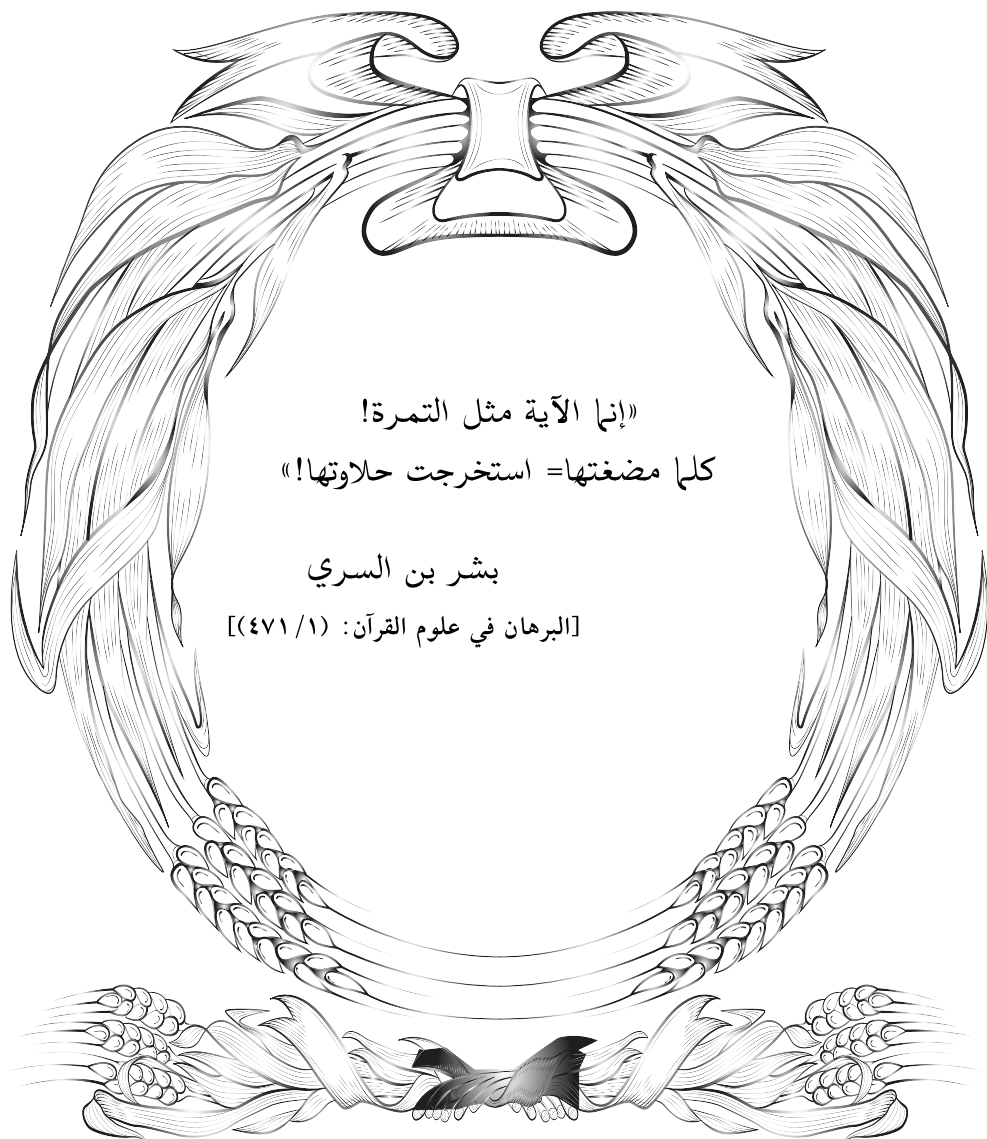 «إنما الآية مثل التمرة!
كلما مضغتها= استخرجت حلاوتها!»
بشر بن السري
[البرهان في علوم القرآن: (٤٧١/١)]